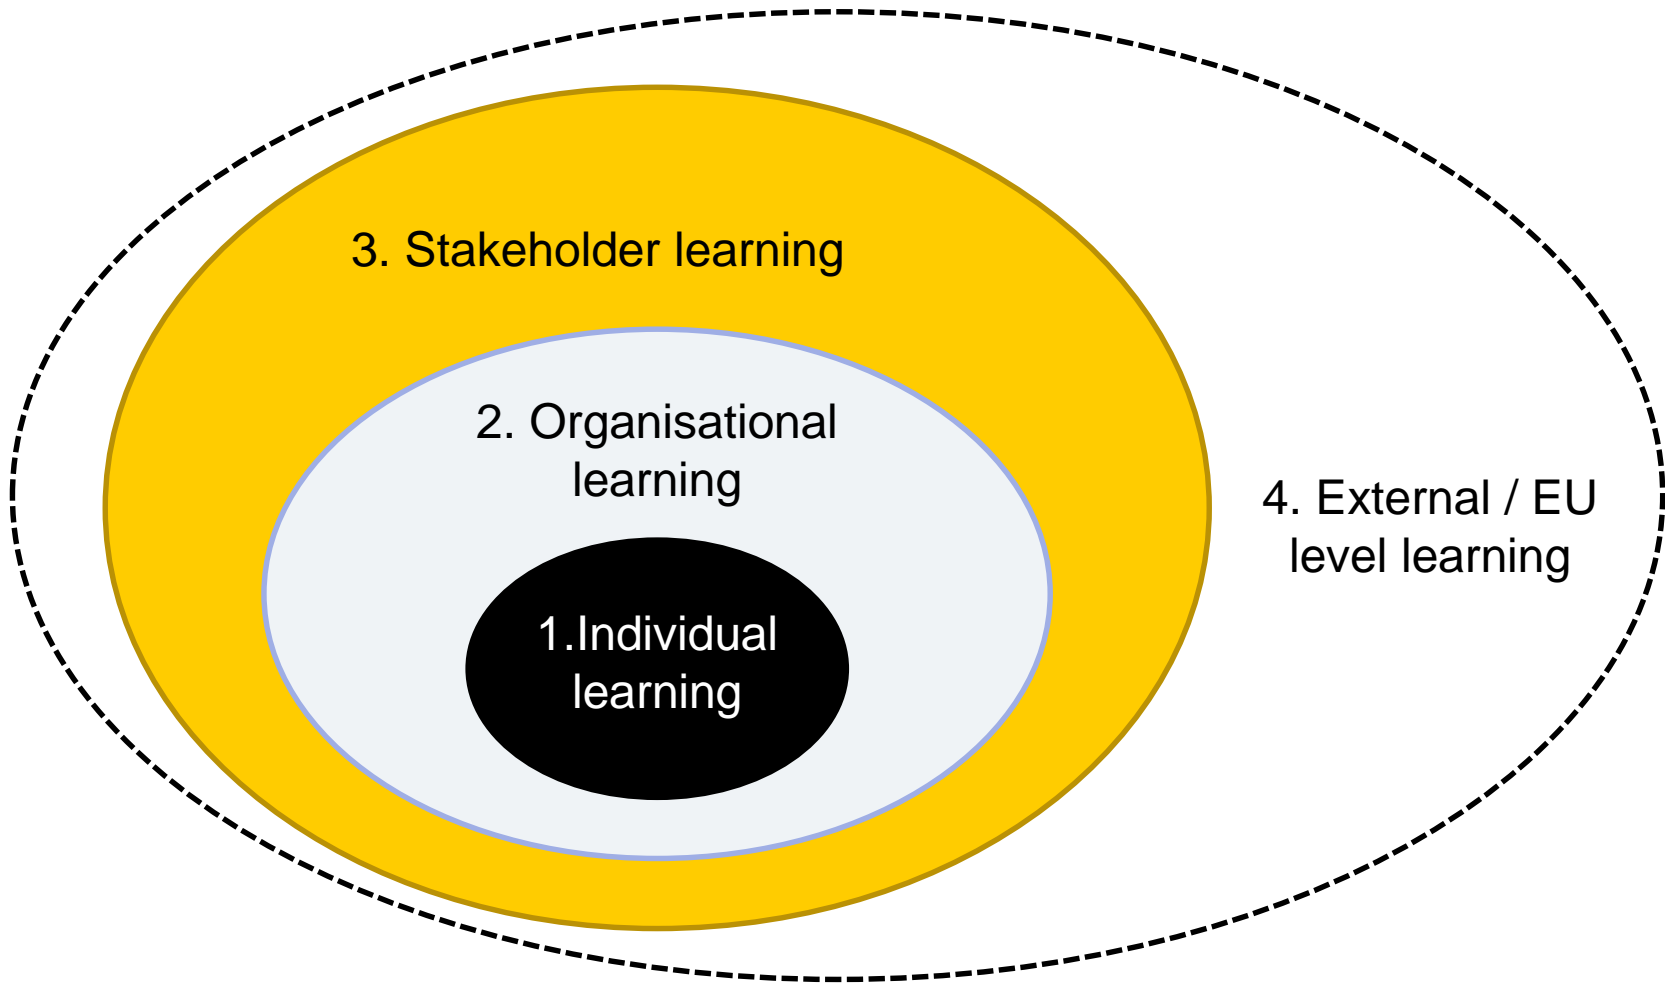 3. Stakeholder learning
2. Organisational
learning
4. External / EU
level learning
1.Individual
learning